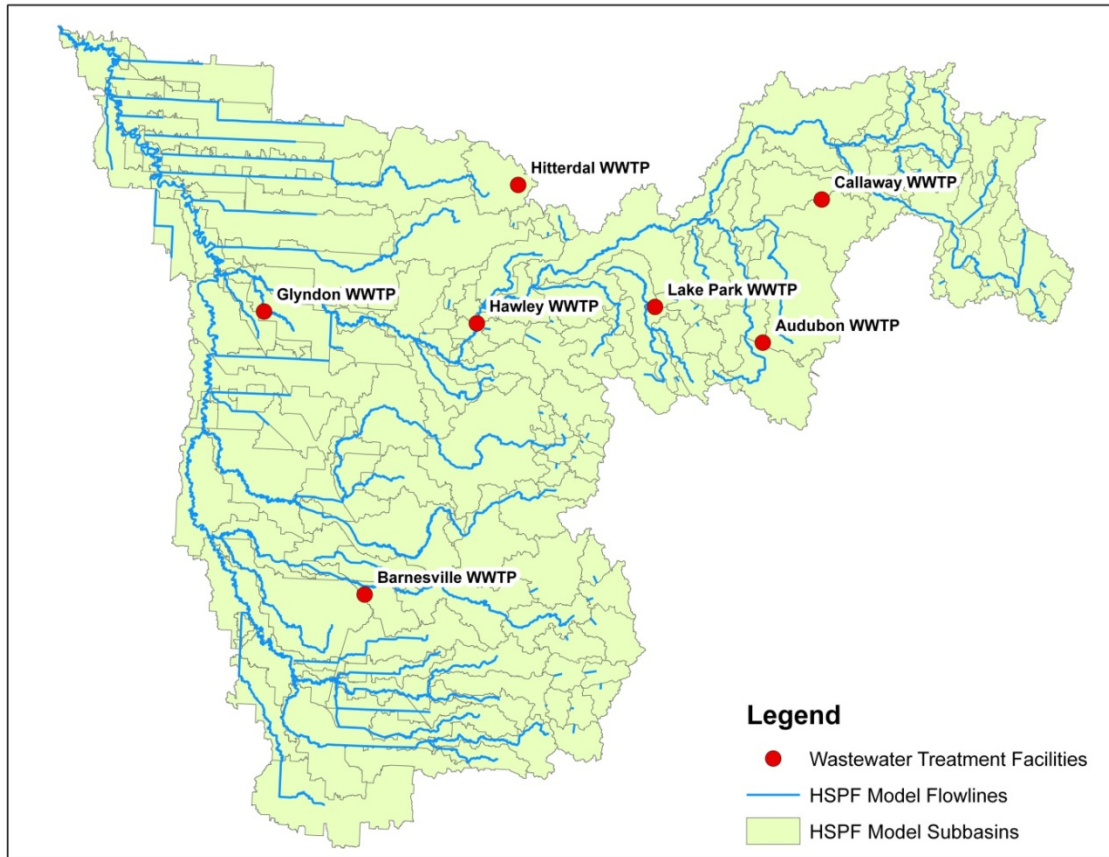 Hitterdal WWTP
Callaway WWTP
Glyndon WWTP
Hawley WWTP
Lake Park WWTP
Audubon WWTP
Barnesville WWTP
Legend
Wastewater Treatment Facilities
HSPF Model Flowlines
HSPF Model Subbasins